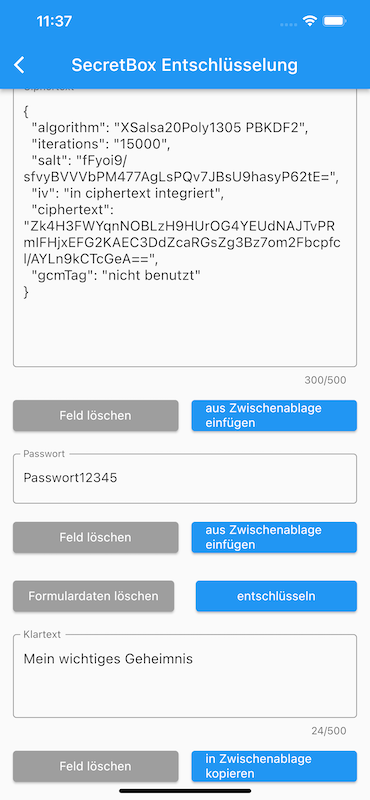 11:37
SecretBox Entschlüsselung
Ciphertext
{
"algorithm": "XSalsa20Poly1305 PBKDF2",
"iterations": "15000",
"salt": "fFyoi9/
sfvyBVVVbPM477AgLsPQv7JBsU9hasyP62tE=",
"iv": "in ciphertext integriert",
"ciphertext":
"Zk4H3FWYqnNOBLzH9HUrOG4YEUdNAJTvPR
mIFHjxEFG2KAEC3DdZcaRGsZg3Bz7om2Fbcpfc
l/AYLn9kCTcGeA==",
"gcmTag": "nicht benutzt"
}
300/500
Feld löschen
aus Zwischenablage
einfügen
Passwort
Passwort12345
Feld löschen
aus Zwischenablage
einfügen
Formulardaten löschen
entschlüsseln
Klartext
Mein wichtiges Geheimnis
24/500
Feld löschen
in Zwischenablage
kopieren